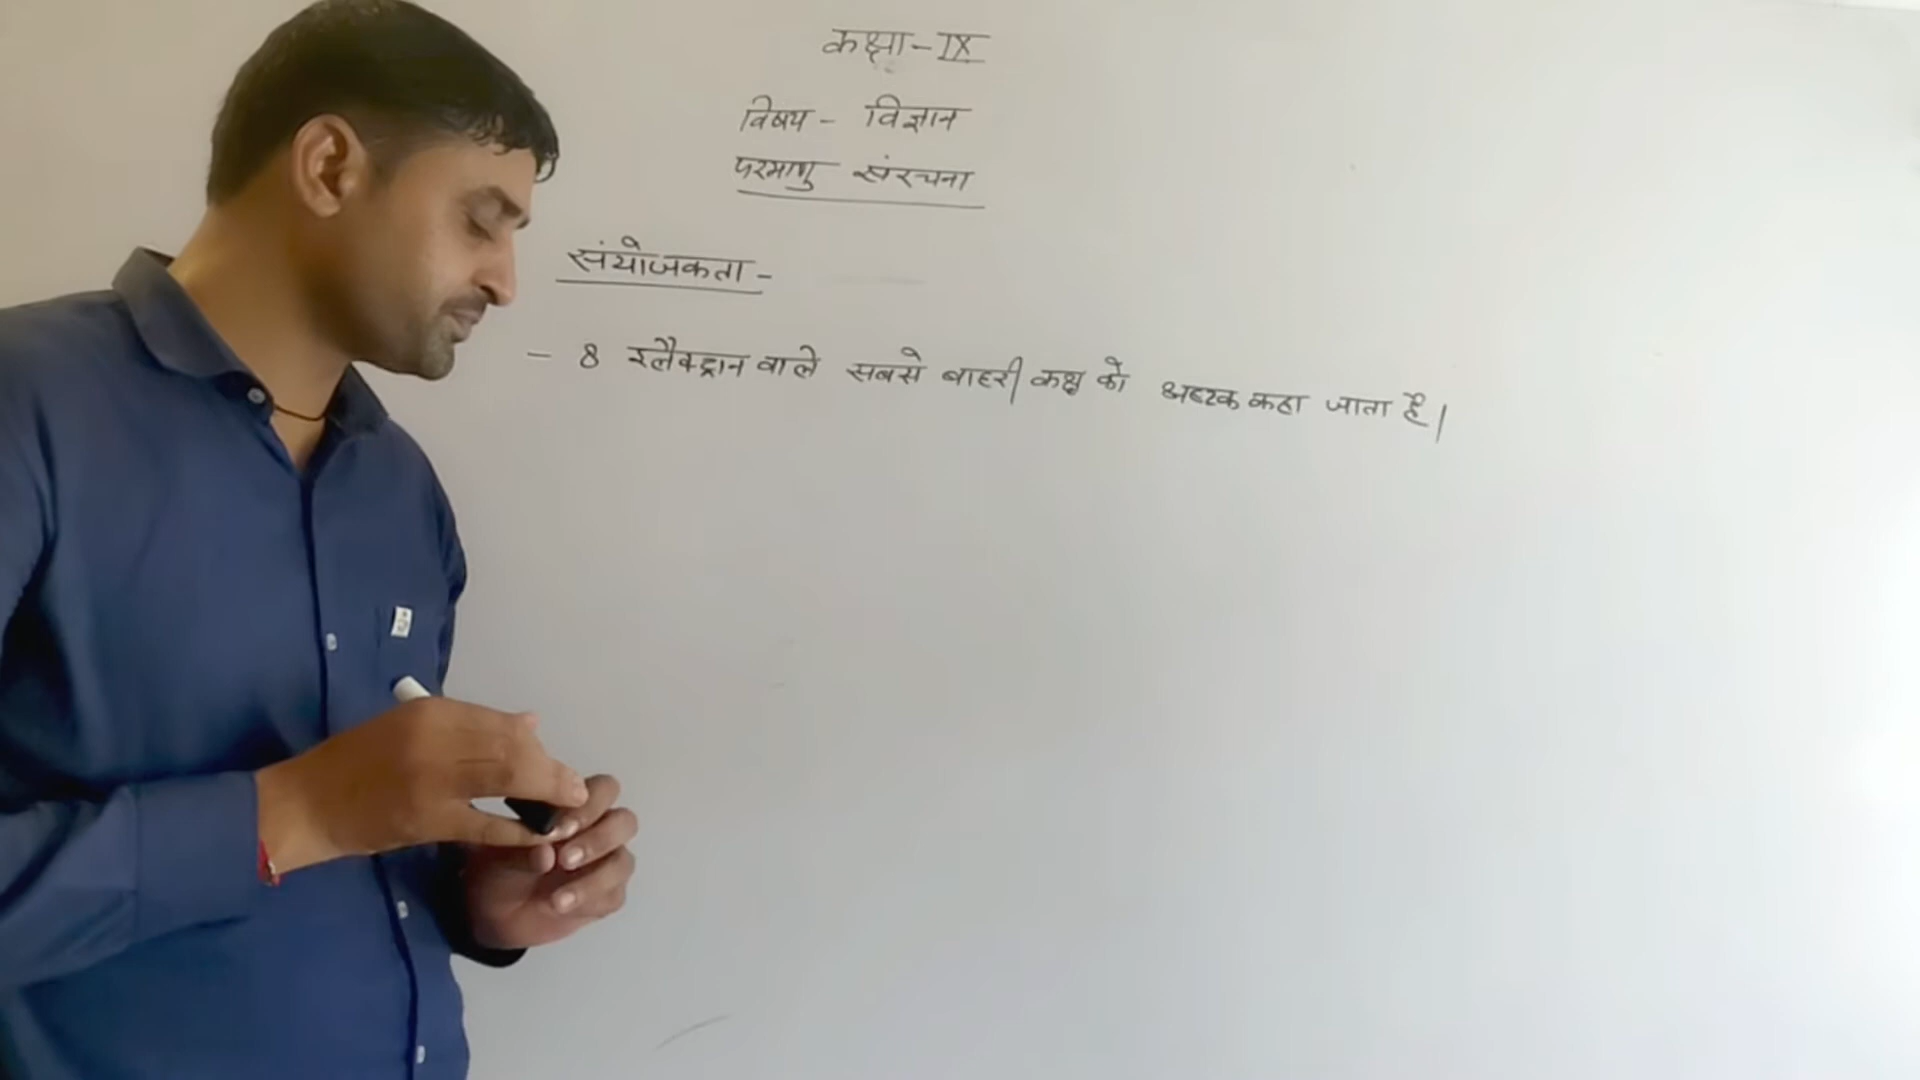 कक्षा - IX
विषय - विज्ञान
परमाणु संरचना
संयोजकता -
- 8 इलैक्ट्रान वाले सबसे बाहरी कक्ष को अष्टक कहा जाता है।